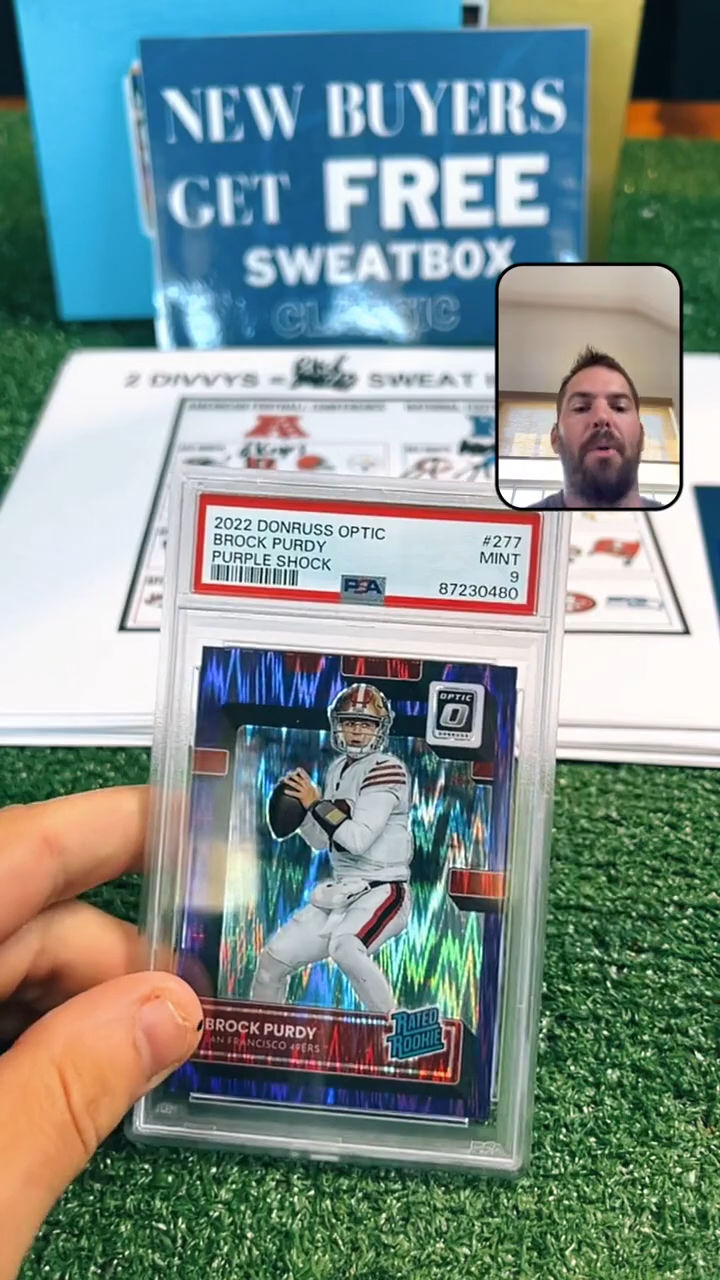 NEW BUYERS
GET FREE
SWEATBOX
CLASSIC
2 DIVVYS =
SWEAT
2022 DONRUSS OPTIC #277
BROCK PURDY MINT
PURPLE SHOCK 9
PSA 87230480
OPTIC
O
DONRUSS
BROCK PURDY
SAN FRANCISCO 49ERS
RATED
ROOKIE